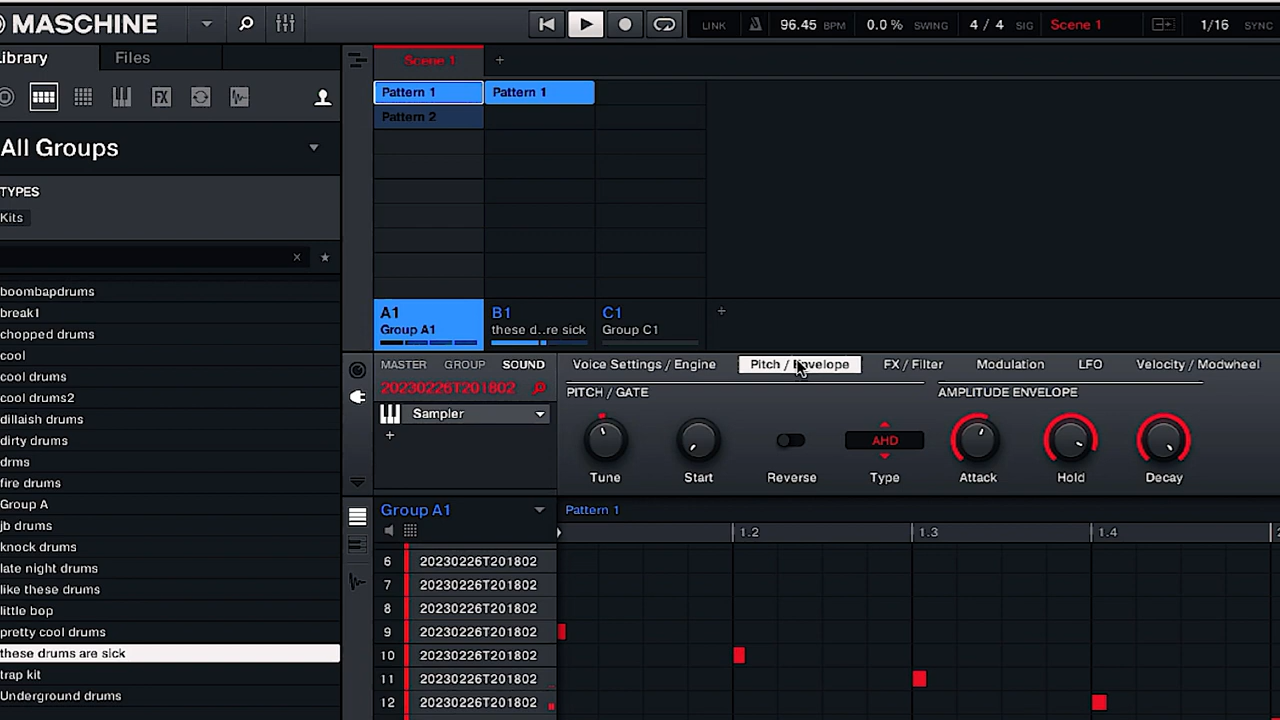 MASCHINE
LINK 96.45 BPM 0.0 % SWING 4 / 4 SIG Scene 1 1/16 SYNC
Library Files
FX
All Groups
TYPES
Kits
boombapdrums
break1
chopped drums
cool
cool drums
cool drums2
dillaish drums
dirty drums
drms
fire drums
Group A
jb drums
knock drums
late night drums
like these drums
little bop
pretty cool drums
these drums are sick
trap kit
Underground drums
Scene 1 +
Pattern 1 Pattern 1
Pattern 2
A1 B1 C1 +
Group A1 these d..re sick Group C1
MASTER GROUP SOUND
20230226T201802
Sampler
+
Voice Settings / Engine Pitch / Envelope FX / Filter Modulation LFO Velocity / Modwheel
PITCH / GATE AMPLITUDE ENVELOPE
AHD
Tune Start Reverse Type Attack Hold Decay
Group A1 Pattern 1
1.2 1.3 1.4 2
6 20230226T201802
7 20230226T201802
8 20230226T201802
9 20230226T201802
10 20230226T201802
11 20230226T201802
12 20230226T201802